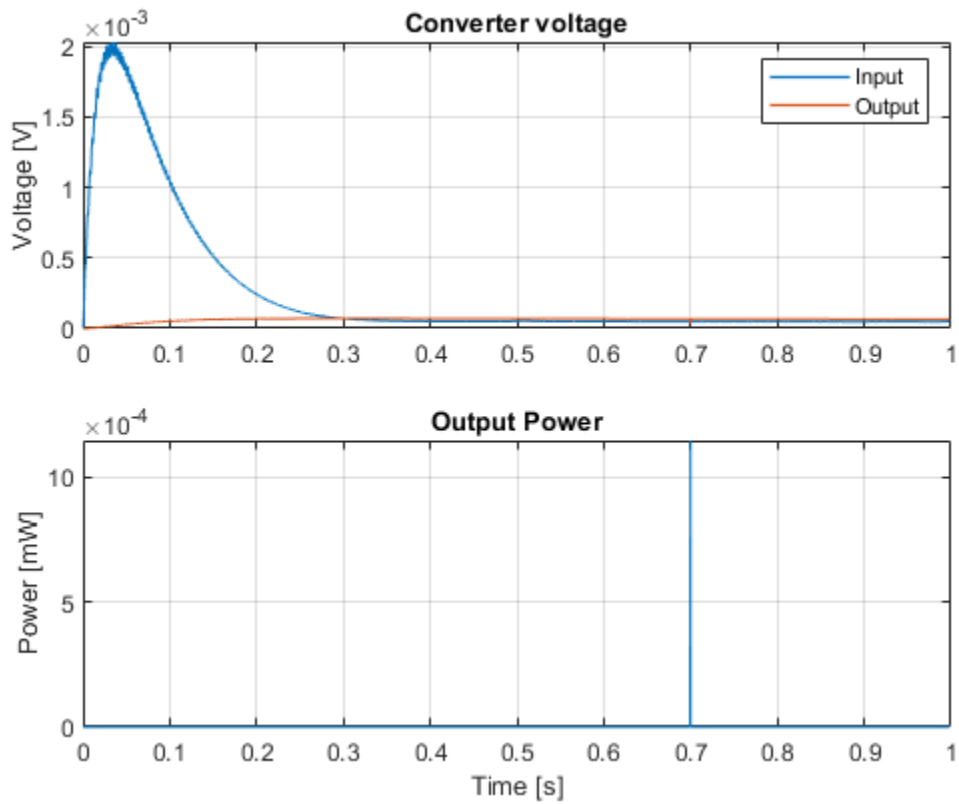 ×10-3
Converter voltage
2
1.5
1
0.5
0
Voltage [V]
Input
Output
0 0.1 0.2 0.3 0.4 0.5 0.6 0.7 0.8 0.9 1
×10-4
Output Power
10
5
0
Power [mW]
0 0.1 0.2 0.3 0.4 0.5 0.6 0.7 0.8 0.9 1
Time [s]